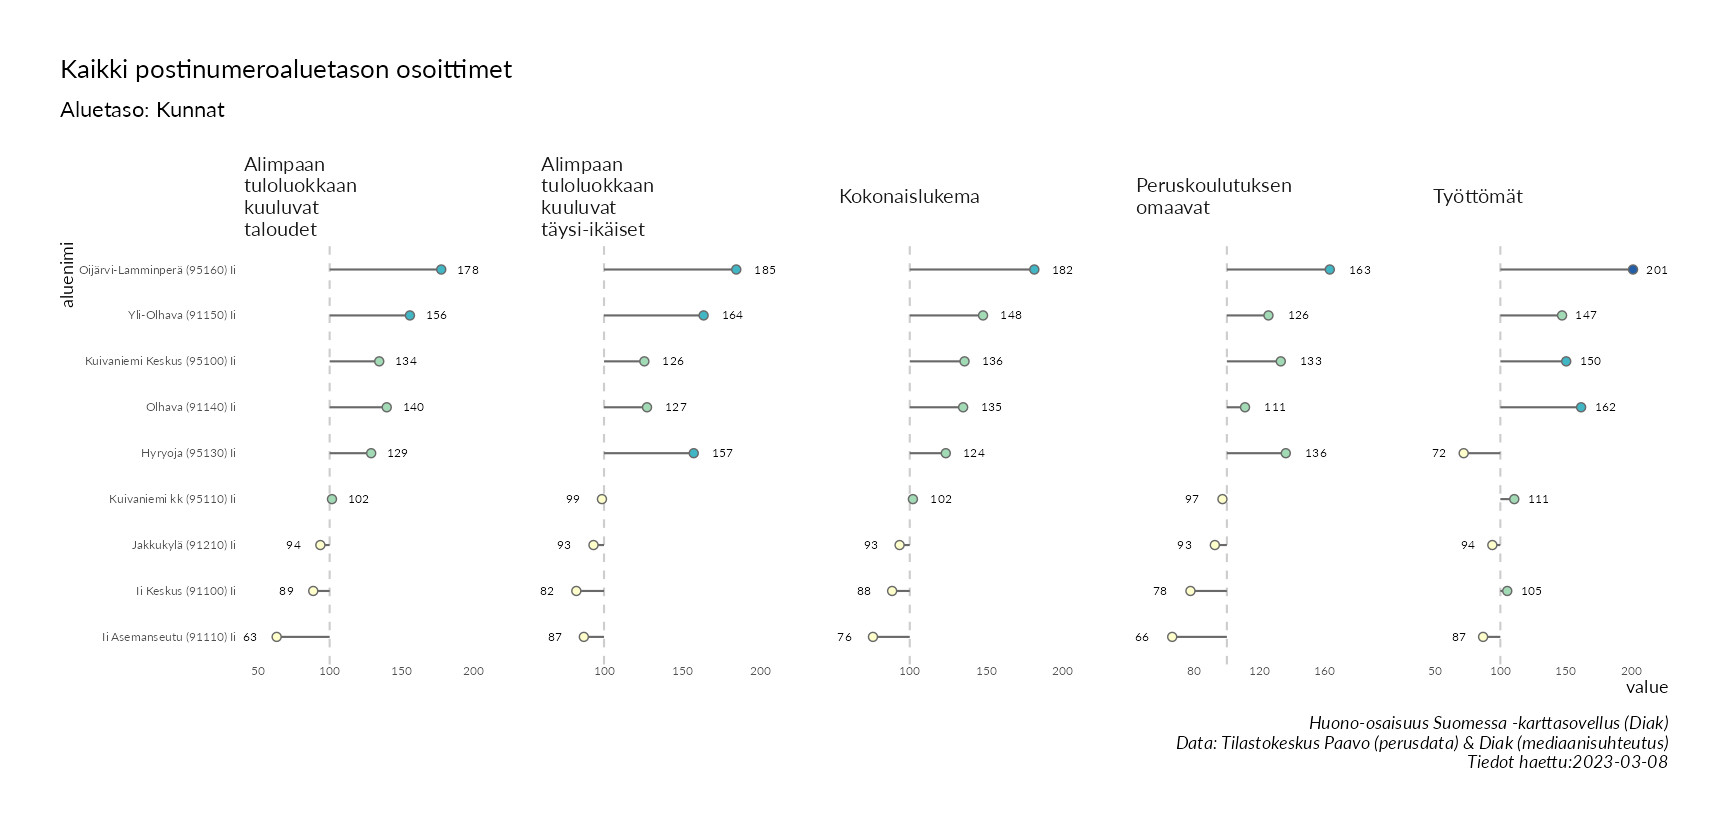 Kaikki postinumeroaluetason osoittimet
Aluetaso: Kunnat
Alimpaan
tuloluokkaan
kuuluvat
taloudet
Alimpaan
tuloluokkaan
kuuluvat
täysi-ikäiset
Kokonaislukema
Peruskoulutuksen
omaavat
Työttömät
aluenimi
Oijärvi-Lamminperä (95160) Ii 178 185 182 163 201
Yli-Olhava (91150) Ii 156 164 148 126 147
Kuivaniemi Keskus (95100) Ii 134 126 136 133 150
Olhava (91140) Ii 140 127 135 111 162
Hyryoja (95130) Ii 129 157 124 136 72
Kuivaniemi kk (95110) Ii 102 99 102 97 111
Jakkukylä (91210) Ii 94 93 93 93 94
Ii Keskus (91100) Ii 89 82 88 78 105
Ii Asemanseutu (91110) Ii 63 87 76 66 87
50 100 150 200 100 150 200 100 150 200 80 120 160 50 100 150 200
value
Huono-osaisuus Suomessa -karttasovellus (Diak)
Data: Tilastokeskus Paavo (perusdata) & Diak (mediaanisuhteutus)
Tiedot haettu:2023-03-08